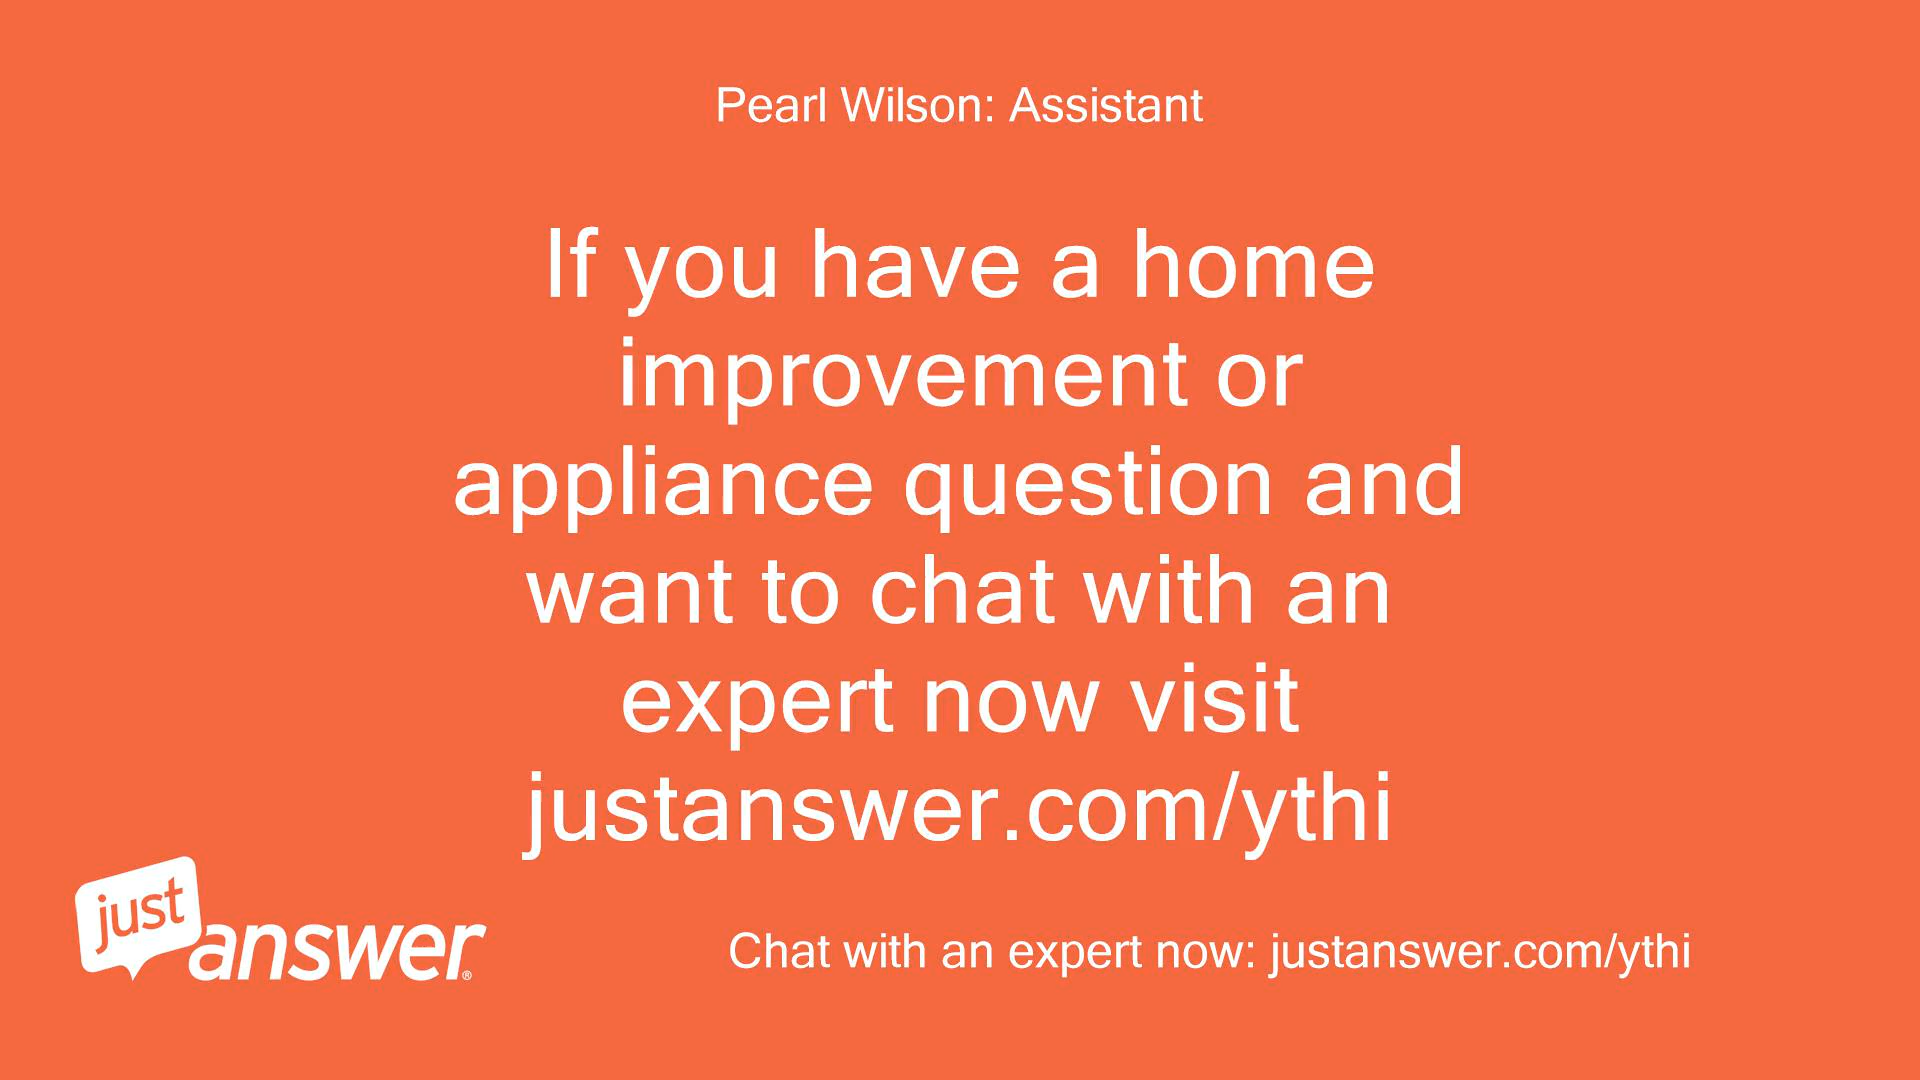 Pearl Wilson: Assistant
If you have a home
improvement or
appliance question and
want to chat with an
expert now visit
justanswer.com/ythi
just
answer®
Chat with an expert now: justanswer.com/ythi